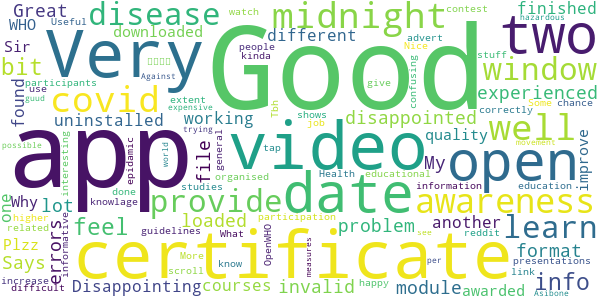 Great
WHO
Sir
bit
found
Why
one
Plzz
Says
Very
disease
downloaded
covid
uninstalled
participants
use
extent
working
file
app
video
midnight
different
Good
watch
people
kinda
advert
Nice
confusing
give
contest
stuff
Useful
Against
two
finished
hazardous
Some
chance
window
experienced
correctly
disappointed
shows
job
Tbh
tap
quality
My
well
open
improve
expensive
guud
trying
possible
epidamic
knowlage
world
general
interesting
informative
related
higher
increase
difficult
lot
feel
errors
done
studies
organised
Health
educational
movement
date
provide
loaded
guidelines
What
participation
problem
information
education
awareness
learn
another
reddit
see
format
presentations
certificate
Disappointing
courses
More
scroll
know
OpenWHO
measures
invalid
happy
module
awarded
per
link
info
Asibone